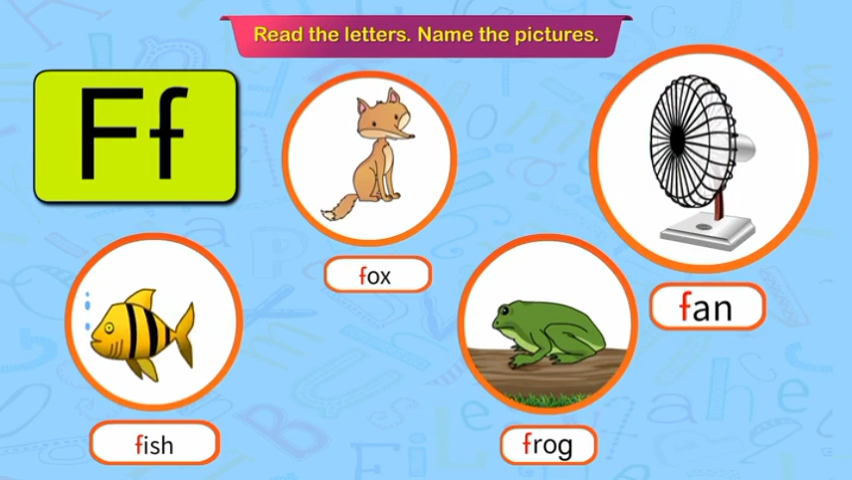 Read the letters. Name the pictures.
Ff
fox
fan
fish
frog